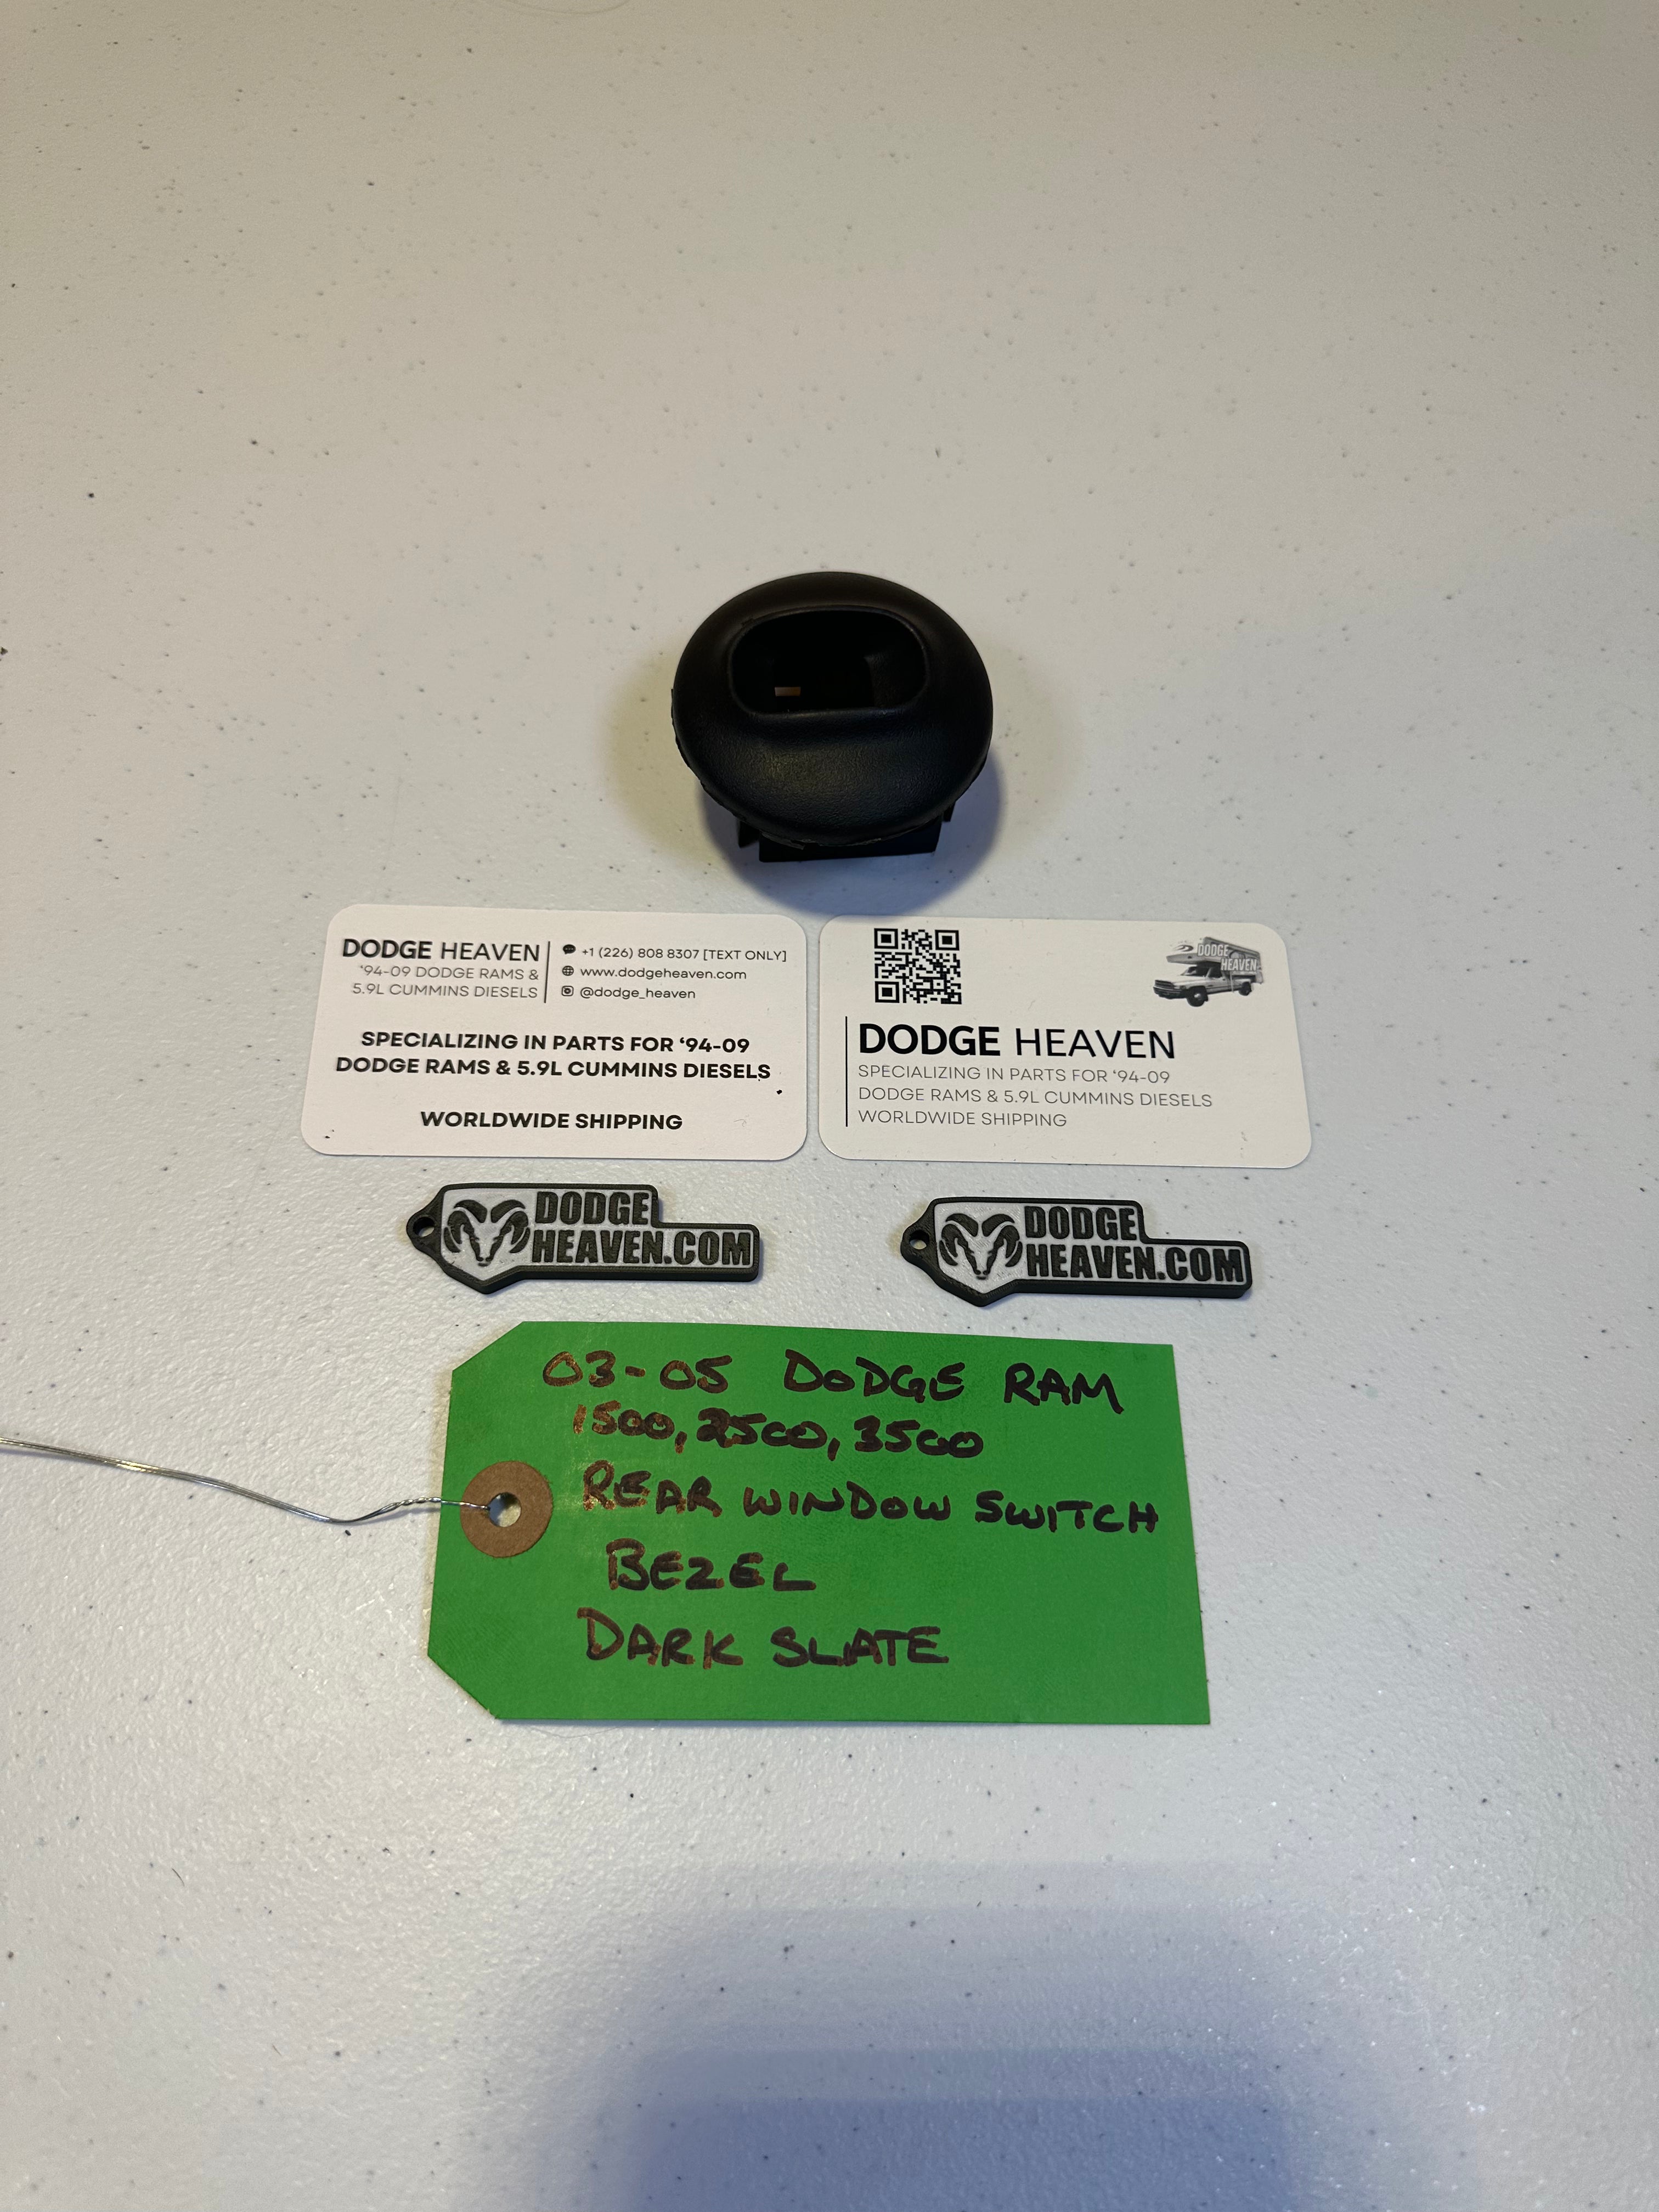 DODGE HEAVEN
‘94-09 DODGE RAMS &
5.9L CUMMINS DIESELS
+1 (226) 808 8307 [TEXT ONLY]
www.dodgeheaven.com
@dodge_heaven
SPECIALIZING IN PARTS FOR ‘94-09
DODGE RAMS & 5.9L CUMMINS DIESELS
WORLDWIDE SHIPPING
DODGE
HEAVEN
DODGE HEAVEN
SPECIALIZING IN PARTS FOR ‘94-09
DODGE RAMS & 5.9L CUMMINS DIESELS
WORLDWIDE SHIPPING
DODGE
HEAVEN.COM
DODGE
HEAVEN.COM
03-05 DODGE RAM
1500, 2500, 3500
REAR WINDOW SWITCH
BEZEL
DARK SLATE